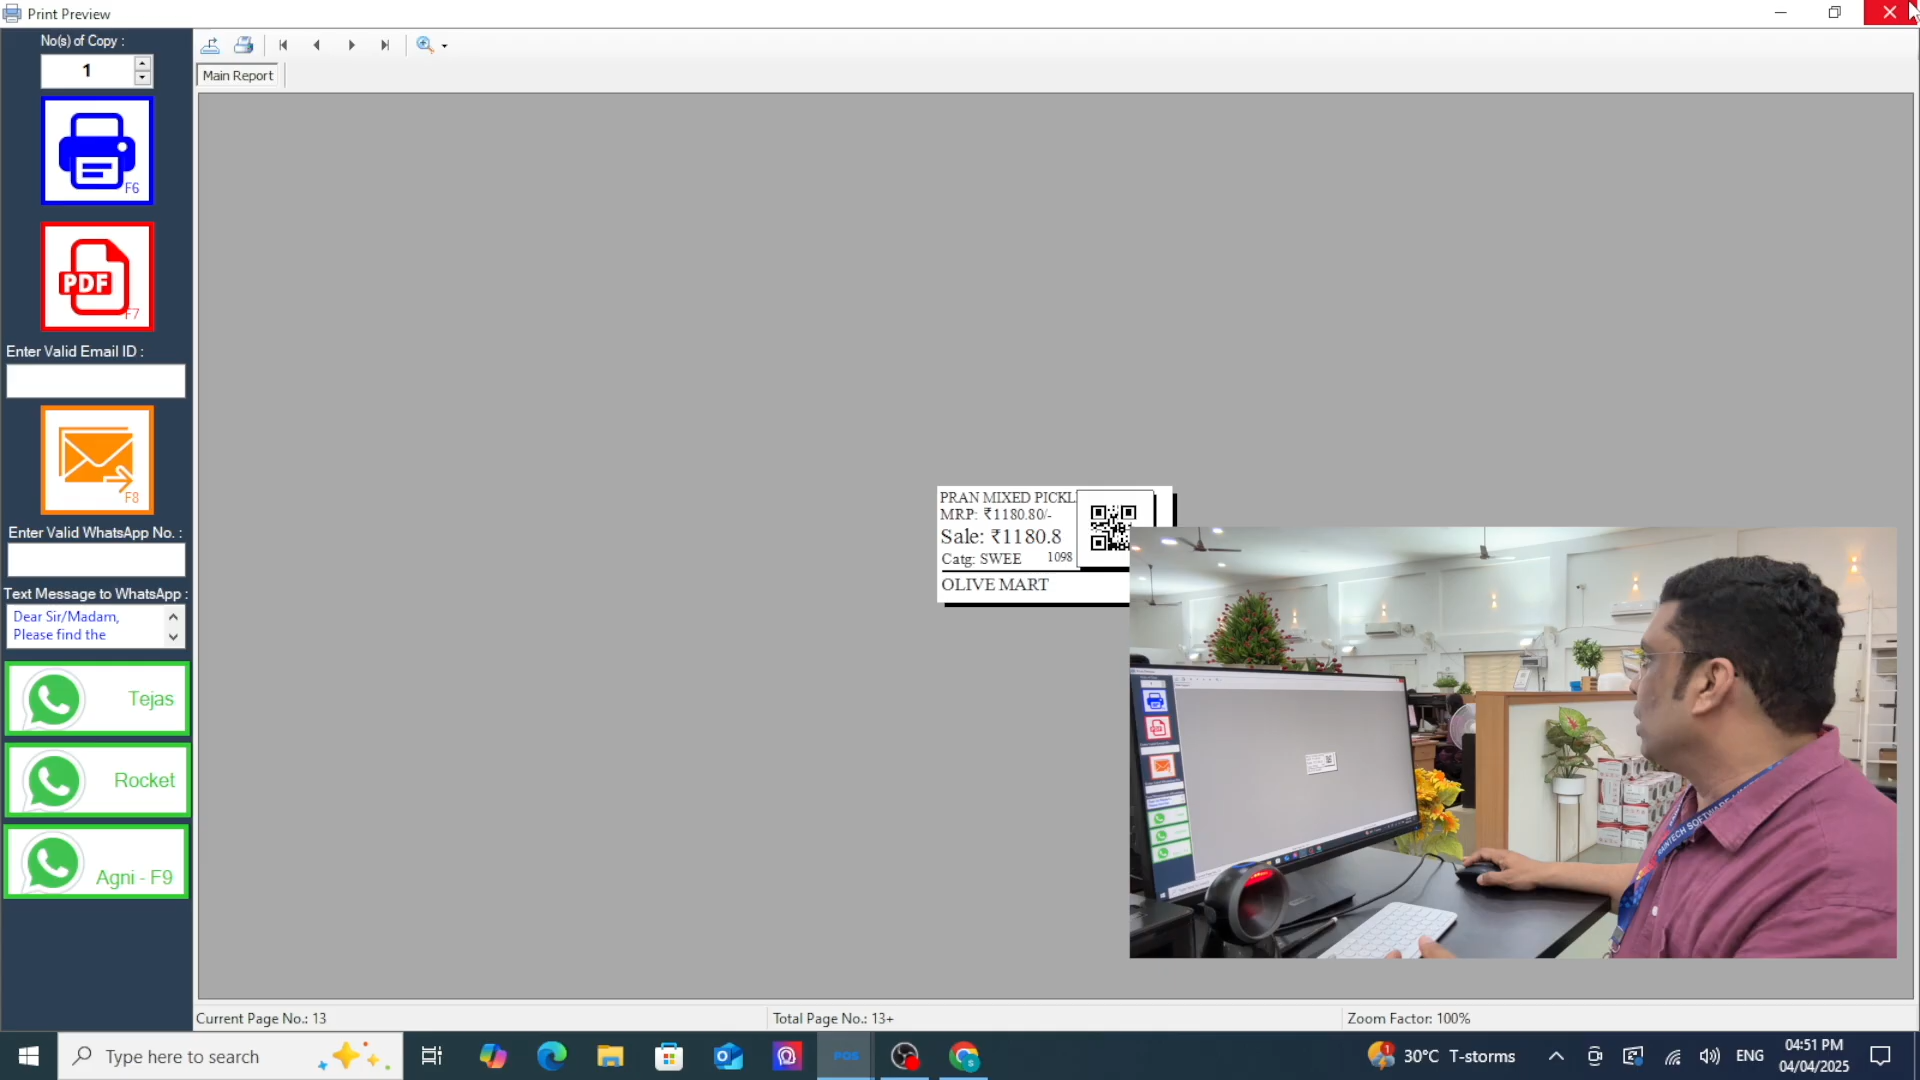 Print Preview
No(s) of Copy :
1
F6
PDF
F7
Enter Valid Email ID :
F8
Enter Valid WhatsApp No. :
Text Message to WhatsApp :
Dear Sir/Madam,
Please find the
Tejas
Rocket
Agni - F9
Main Report
PRAN MIXED PICKL
MRP: ₹1180.80/-
Sale: ₹1180.8
Catg: SWEE 1098
OLIVE MART
RAINTECH SOFTWARE
Current Page No.: 13
Total Page No.: 13+
Zoom Factor: 100%
Type here to search
POS
30°C T-storms
ENG
04:51 PM
04/04/2025